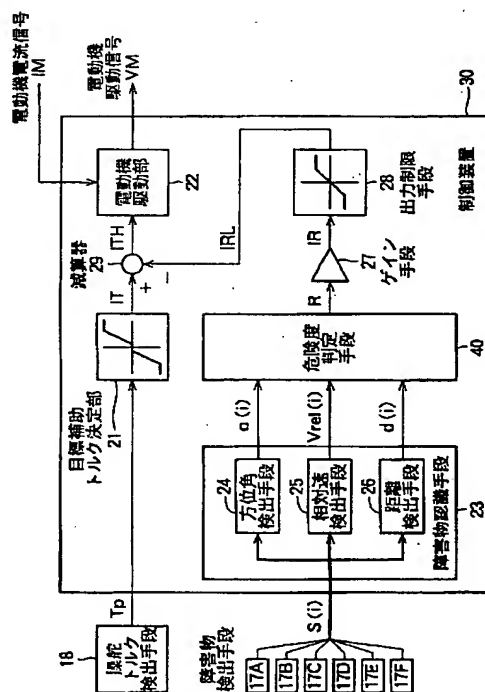 電動機電流信号
IM
電動機
駆動信号
VM
30
制御装置
電動機
駆動部
22
ITH
減算器
29
IT
+
−
IRL
目標補助
トルク決定部
21
出力制限
手段
28
IR
ゲイン
手段
27
R
危険度
判定
手段
40
a(i)
Vrel(i)
d(i)
方位角
検出手段
24
相対速
検出手段
25
距離
検出手段
26
障害物認識手段
23
Tp
操舵
トルク
検出手段
18
障害物
検出手段
S(i)
17A
17B
17C
17D
17E
17F